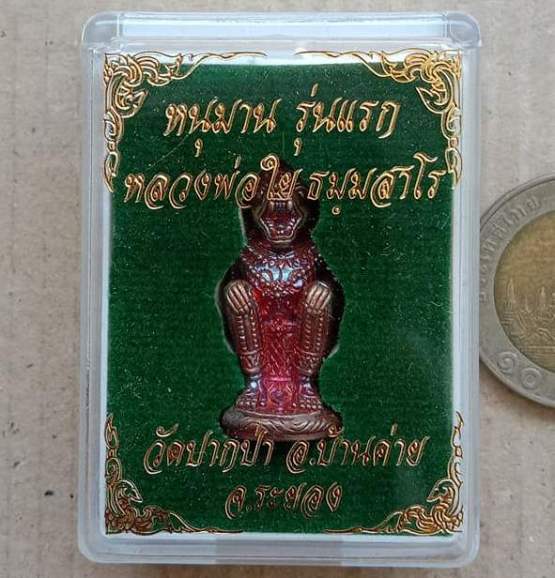 หนุมาน รุ่นแรก
หลวงพ่อใย ธมฺมสาโร
วัดปากป่า อ.บ้านค่าย
จ.ระยอง
๑๐